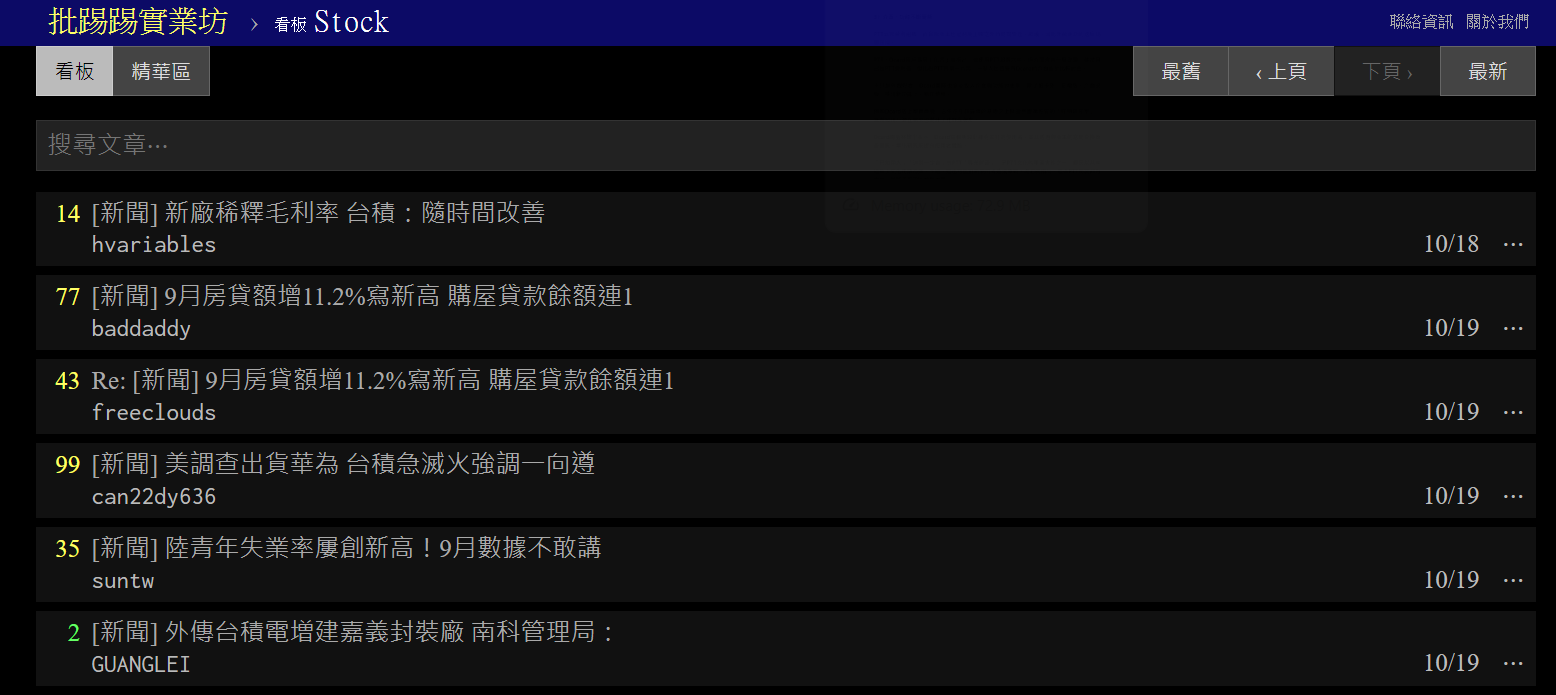 批踢踢實業坊 › 看板 Stock 聯絡資訊 關於我們
看板 精華區 最舊 ‹ 上頁 下頁 › 最新
搜尋文章⋯
14 [新聞] 新廠稀釋毛利率 台積：隨時間改善
hvariables 10/18 ⋯
77 [新聞] 9月房貸額增11.2%寫新高 購屋貸款餘額連1
baddaddy 10/19 ⋯
43 Re: [新聞] 9月房貸額增11.2%寫新高 購屋貸款餘額連1
freeclouds 10/19 ⋯
99 [新聞] 美調查出貨華為 台積急滅火強調一向遵
can22dy636 10/19 ⋯
35 [新聞] 陸青年失業率屢創新高！9月數據不敢講
suntw 10/19 ⋯
2 [新聞] 外傳台積電增建嘉義封裝廠 南科管理局：
GUANGLEI 10/19 ⋯